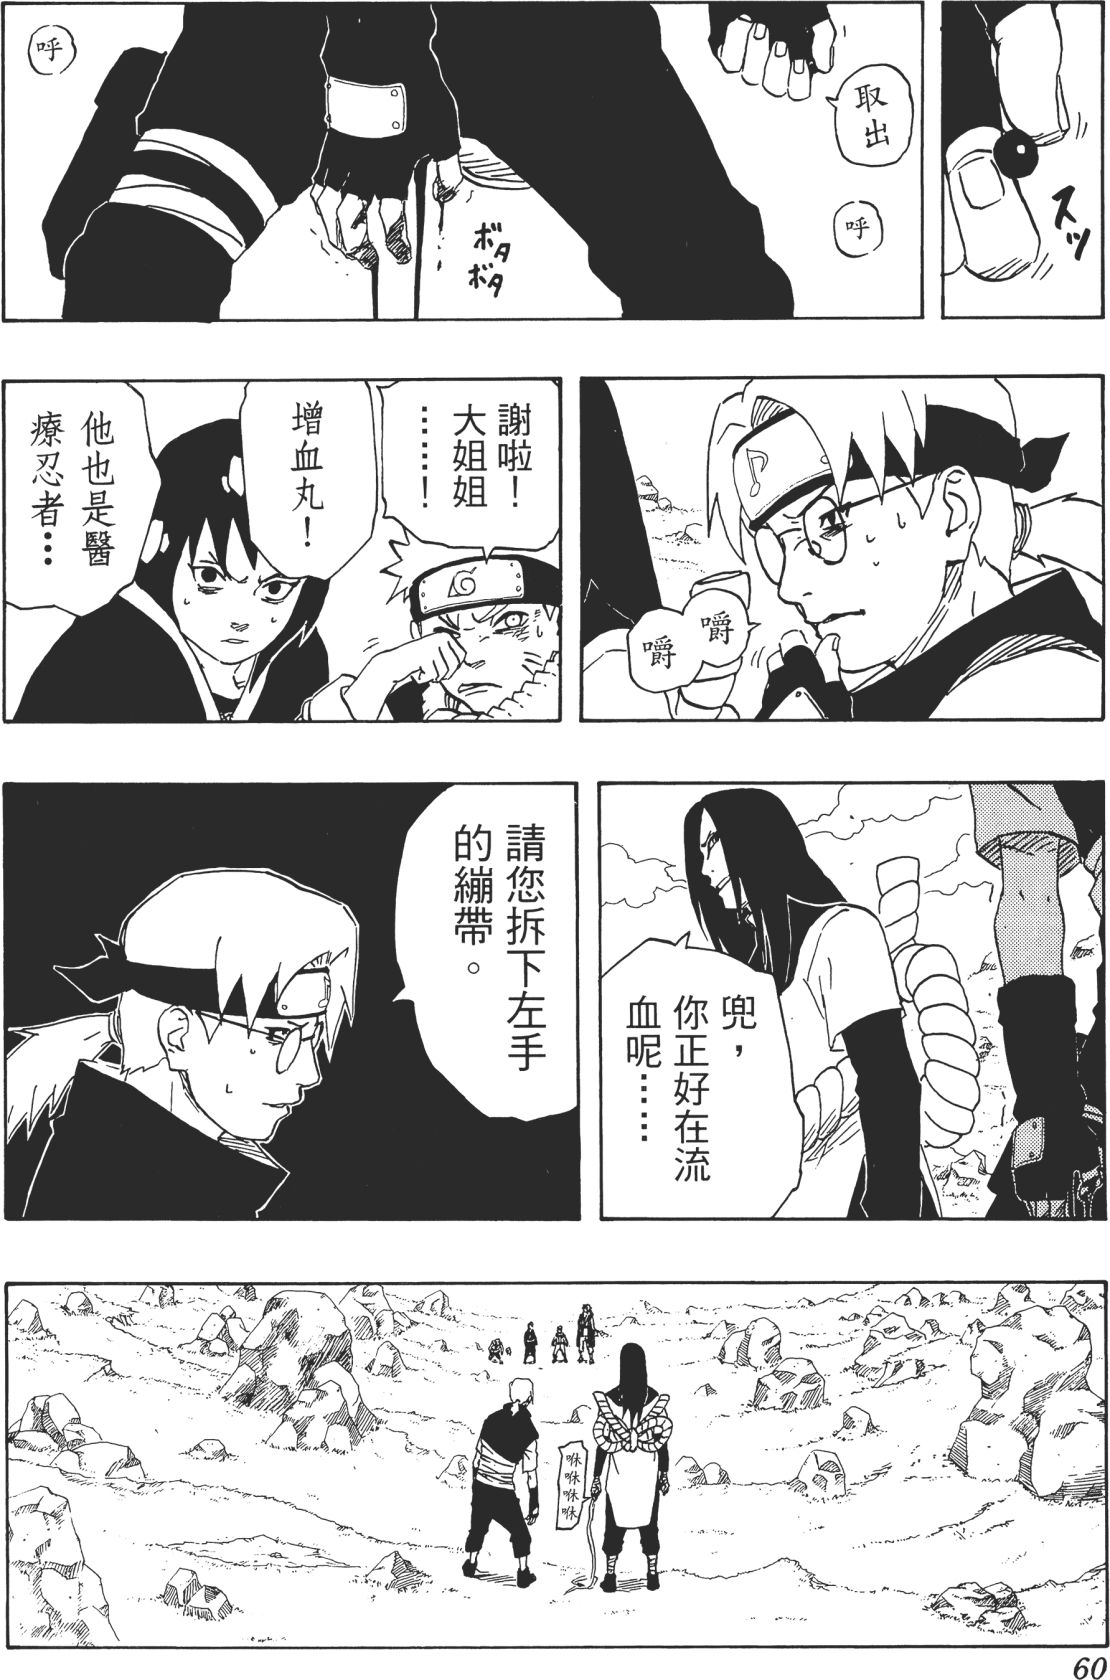 スッ
取出
呼
ボタ
ボタ
呼
嚼
嚼
謝啦！
大姐姐
……！
增血丸！
他也是醫
療忍者…
兜，
你正好在流
血呢……
請您拆下左手
的繃帶。
咻咻咻咻
60